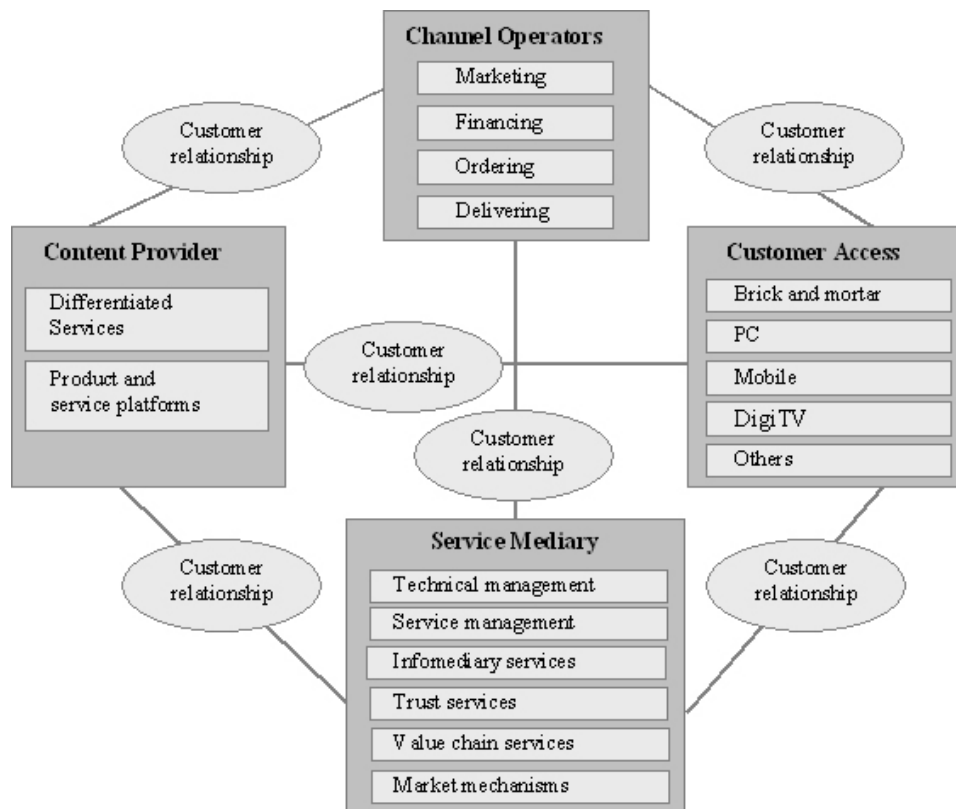 Channel Operators
Marketing
Financing
Ordering
Delivering
Customer
relationship
Customer
relationship
Content Provider
Differentiated
Services
Product and
service platforms
Customer
relationship
Customer Access
Brick and mortar
PC
Mobile
DigiTV
Others
Customer
relationship
Customer
relationship
Service Mediary
Technical management
Service management
Infomediary services
Trust services
Value chain services
Market mechanisms
Customer
relationship